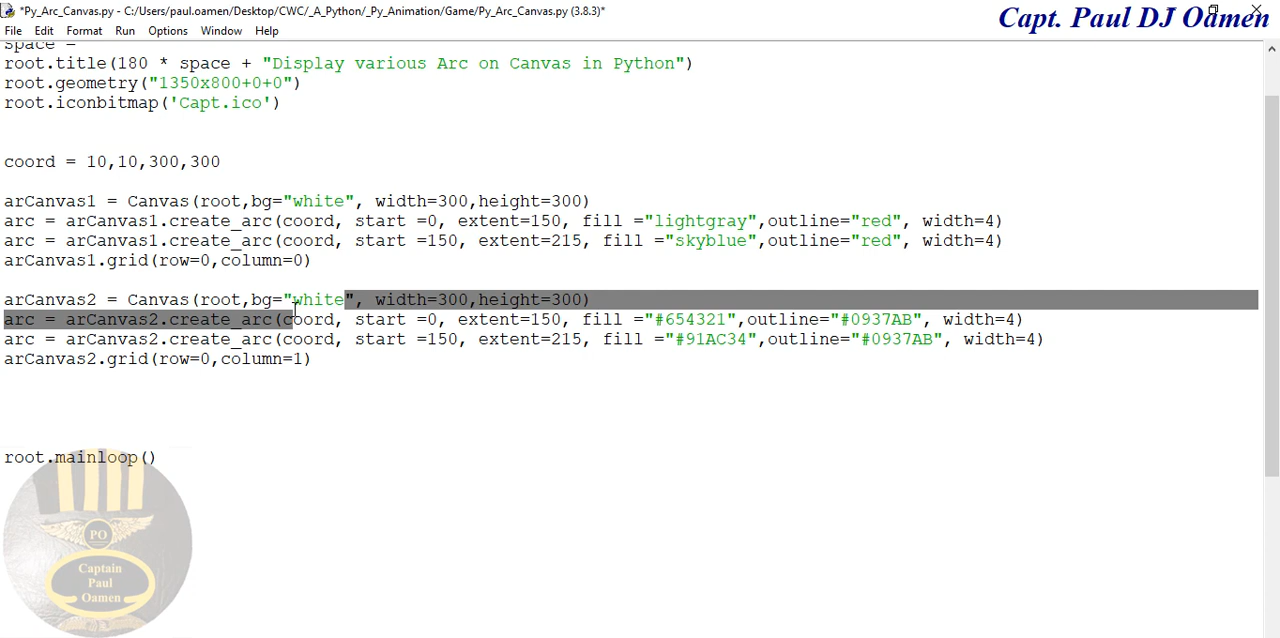 *Py_Arc_Canvas.py - C:/Users/paul.oamen/Desktop/CWC/_A_Python/_Py_Animation/Game/Py_Arc_Canvas.py (3.8.3)*
Capt. Paul DJ Oamen
File Edit Format Run Options Window Help
space =
root.title(180 * space + "Display various Arc on Canvas in Python")
root.geometry("1350x800+0+0")
root.iconbitmap('Capt.ico')
coord = 10,10,300,300
arCanvas1 = Canvas(root,bg="white", width=300,height=300)
arc = arCanvas1.create_arc(coord, start =0, extent=150, fill ="lightgray",outline="red", width=4)
arc = arCanvas1.create_arc(coord, start =150, extent=215, fill ="skyblue",outline="red", width=4)
arCanvas1.grid(row=0,column=0)
arCanvas2 = Canvas(root,bg="white", width=300,height=300)
arc = arCanvas2.create_arc(coord, start =0, extent=150, fill ="#654321",outline="#0937AB", width=4)
arc = arCanvas2.create_arc(coord, start =150, extent=215, fill ="#91AC34",outline="#0937AB", width=4)
arCanvas2.grid(row=0,column=1)
root.mainloop()
PO
Captain
Paul
Oamen